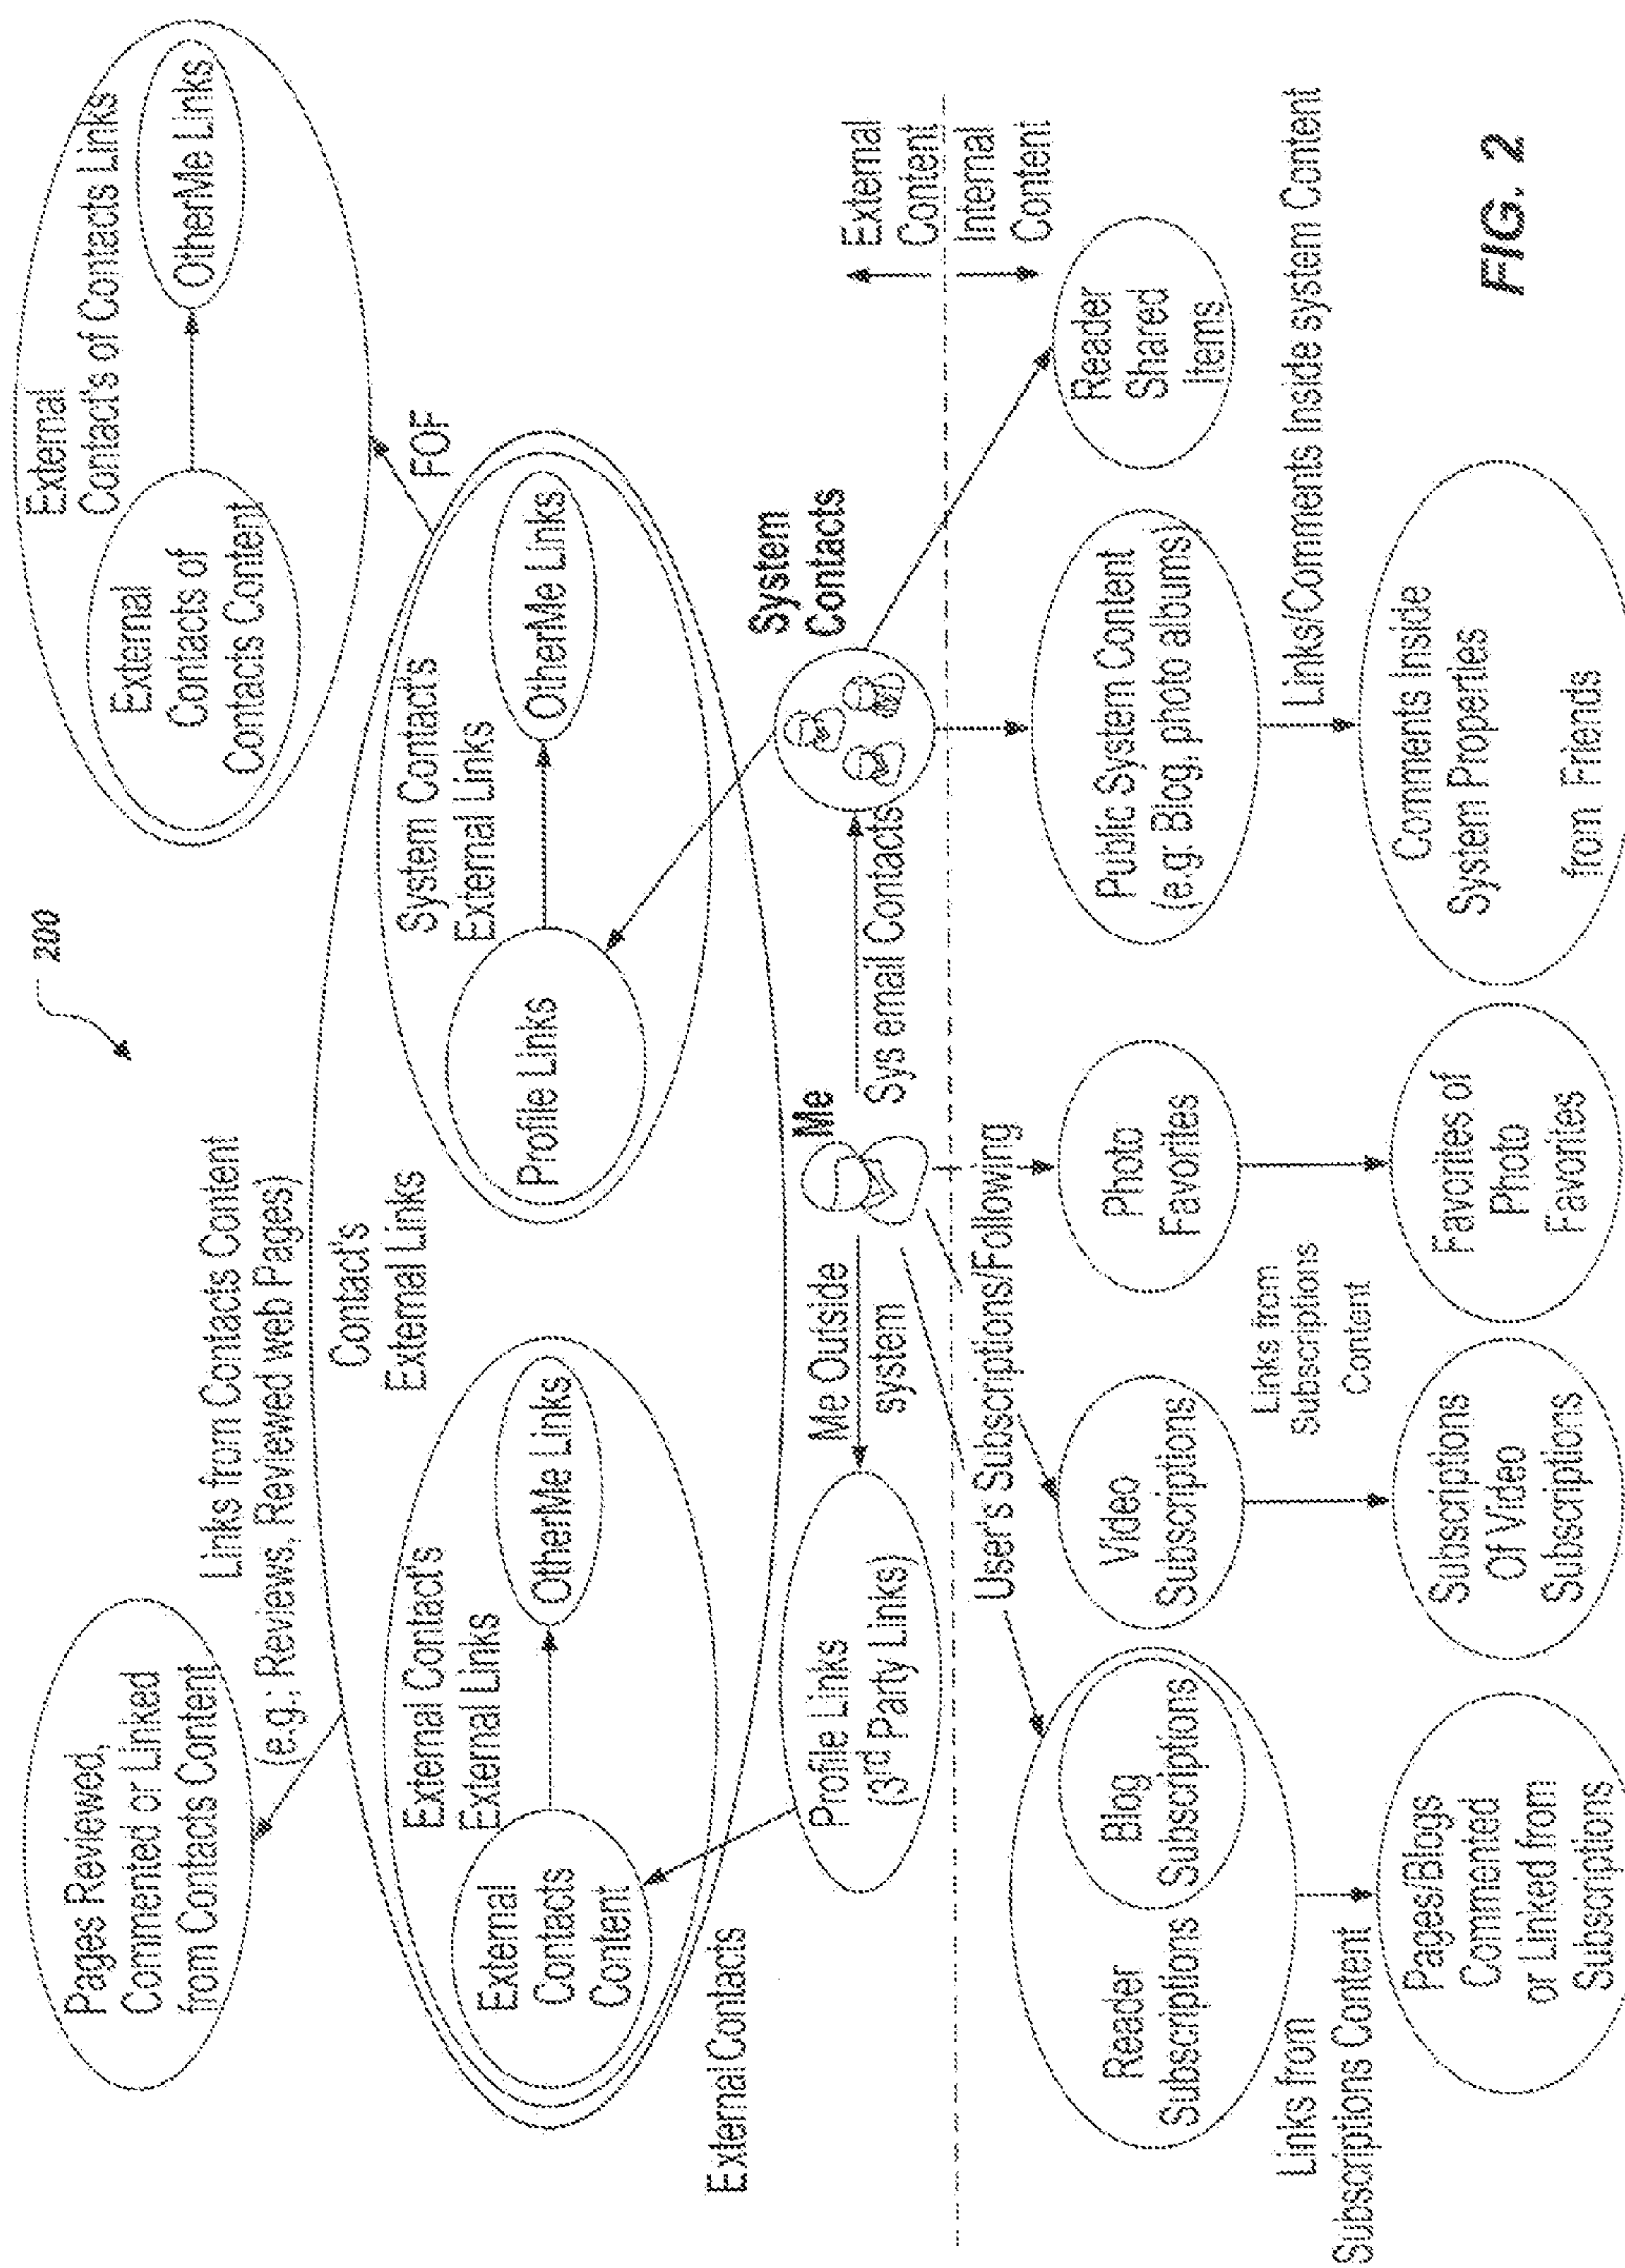 200
Pages Reviewed,
Commented or Linked
from Contacts Content
Links from Contacts Content
(e.g.; Reviews, Reviewed web Pages)
External
Contact's of Contacts Links
External
Contacts of
Contacts Content
OtherMe Links
FOF
Contact's
External Links
External Contact's
External Links
External
Contacts
Content
OtherMe Links
System Contact's
External Links
Profile Links
OtherMe Links
External Contacts
Profile Links
(3rd Party Links)
Me Outside
system
Me
Sys email Contacts
System
Contacts
External
Content
Internal
Content
User's Subscriptions/Following
Reader
Subscriptions
Blog
Subscriptions
Video
Subscriptions
Photo
Favorites
Public System Content
(e.g: Blog, photo albums)
Reader
Shared
Items
Links from
Subscriptions Content
Links from
Subscriptions
Content
Links/Comments Inside system Content
Pages/Blogs
Commented
or Linked from
Subscriptions
Subscriptions
Of Video
Subscriptions
Favorites of
Photo
Favorites
Comments Inside
System Properties
from Friends
FIG. 2